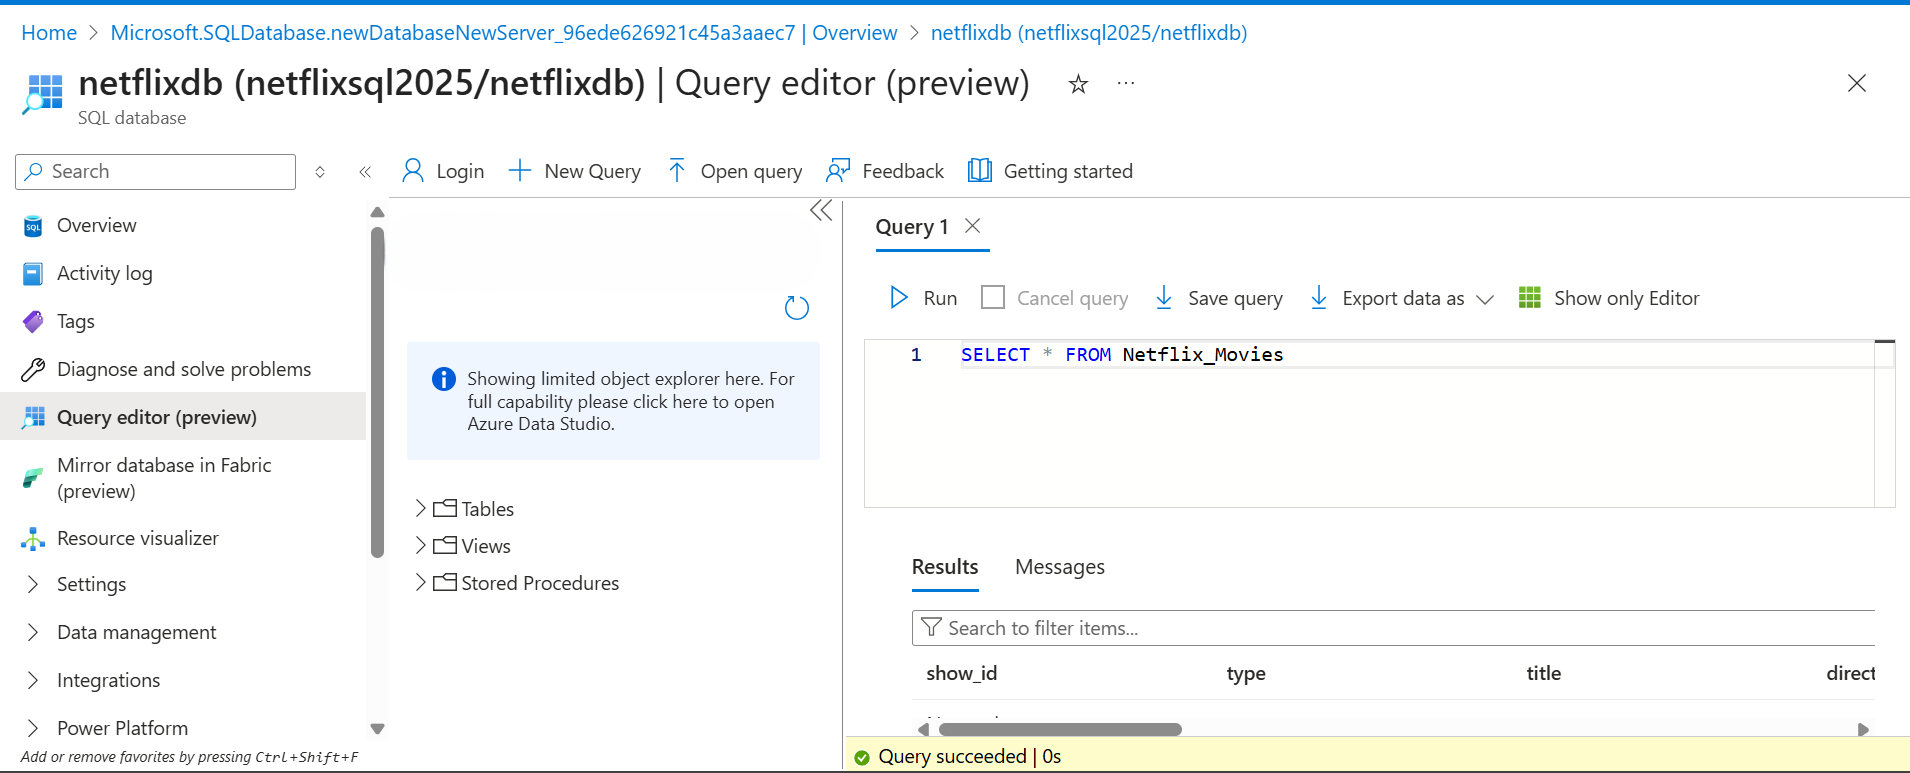 Home > Microsoft.SQLDatabase.newDatabaseNewServer_96ede626921c45a3aaec7 | Overview > netflixdb (netflixsql2025/netflixdb)
netflixdb (netflixsql2025/netflixdb) | Query editor (preview)
SQL database
Search
Login
New Query
Open query
Feedback
Getting started
Overview
Activity log
Tags
Diagnose and solve problems
Query editor (preview)
Mirror database in Fabric
(preview)
Resource visualizer
Settings
Data management
Integrations
Power Platform
Add or remove favorites by pressing Ctrl+Shift+F
Showing limited object explorer here. For
full capability please click here to open
Azure Data Studio.
Tables
Views
Stored Procedures
Query 1
Run
Cancel query
Save query
Export data as
Show only Editor
1 SELECT * FROM Netflix_Movies
Results
Messages
Search to filter items...
show_id type title direct
Query succeeded | 0s